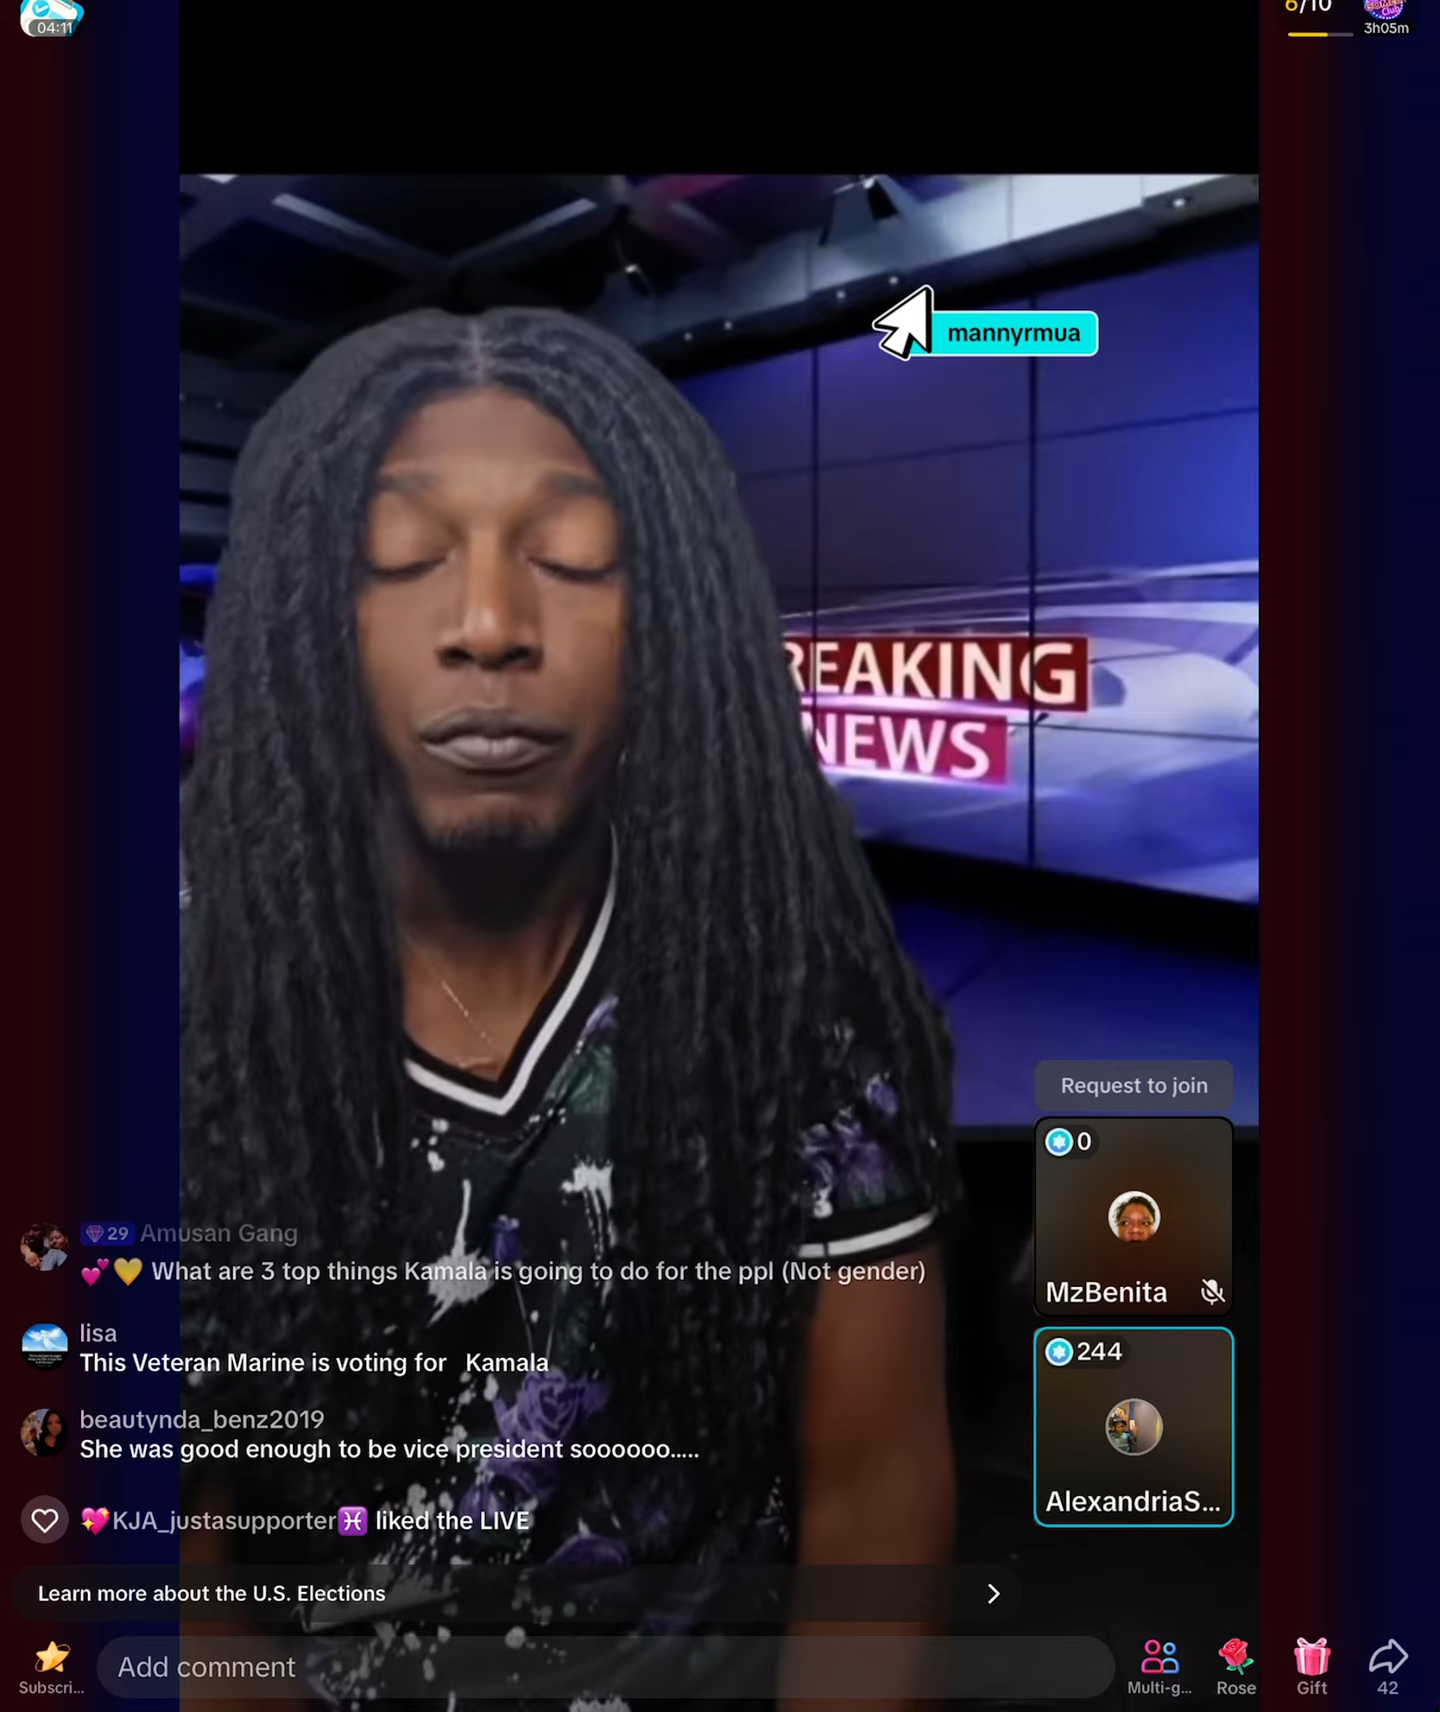 04:11
6/10
3h05m
mannyrmua
REAKING
NEWS
Request to join
0
MzBenita
244
AlexandriaS...
29 Amusan Gang
💕💛 What are 3 top things Kamala is going to do for the ppl (Not gender)
lisa
This Veteran Marine is voting for Kamala
beautynda_benz2019
She was good enough to be vice president soooooo.....
💖KJA_justasupporter♓ liked the LIVE
Learn more about the U.S. Elections
Subscri...
Add comment
Multi-g...
Rose
Gift
42